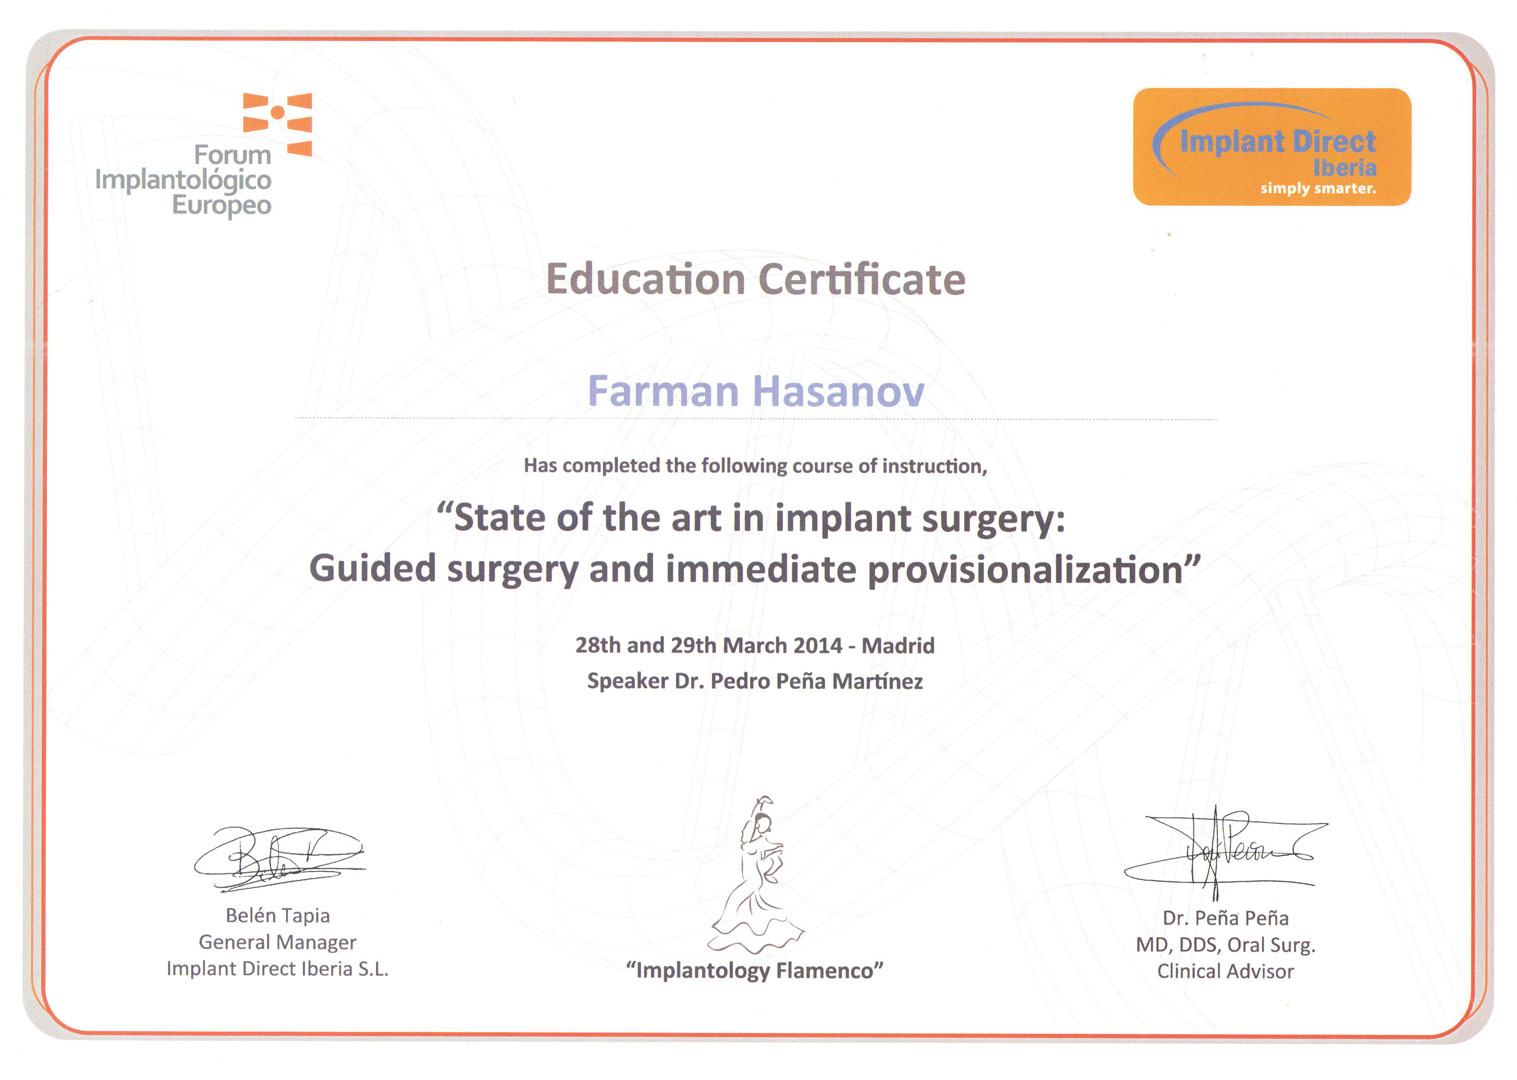 Forum
Implantológico
Europeo
Implant Direct
Iberia
simply smarter.
Education Certificate
Farman Hasanov
Has completed the following course of instruction,
“State of the art in implant surgery:
Guided surgery and immediate provisionalization”
28th and 29th March 2014 - Madrid
Speaker Dr. Pedro Peña Martínez
Belén Tapia
General Manager
Implant Direct Iberia S.L.
“Implantology Flamenco”
Dr. Peña Peña
MD, DDS, Oral Surg.
Clinical Advisor